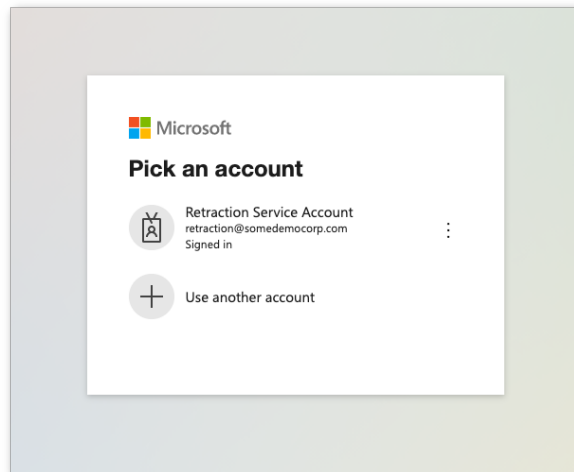 Microsoft
Pick an account
Retraction Service Account
retraction@somedemocorp.com
Signed in
Use another account